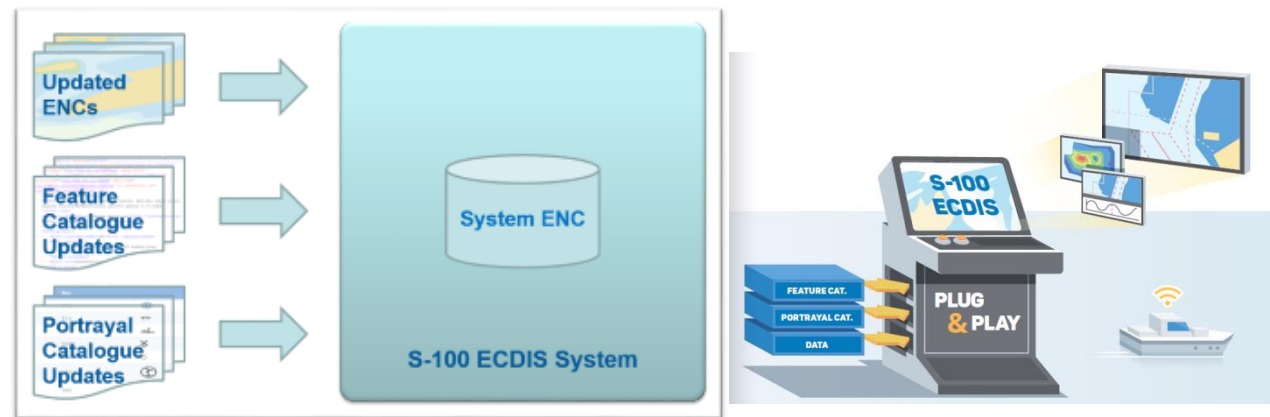 Updated
ENCs
Feature
Catalogue
Updates
Portrayal
Catalogue
Updates
System ENC
S-100 ECDIS System
S-100
ECDIS
FEATURE CAT.
PORTRAYAL CAT.
DATA
PLUG
& PLAY